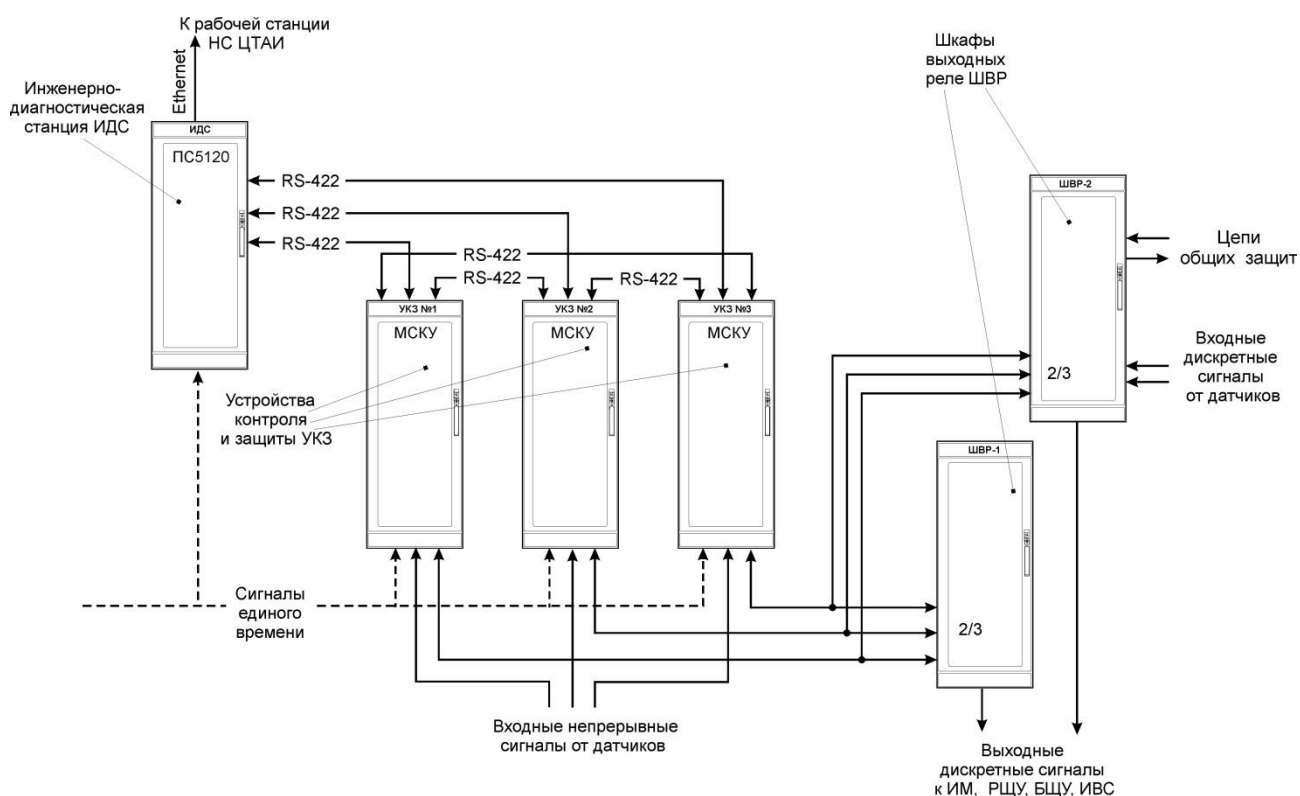 К рабочей станции
НС ЦТАИ
Ethernet
Инженерно-
диагностическая
станция ИДС
ИДС
ПС5120
RS-422
RS-422
RS-422
RS-422
RS-422
RS-422
УКЗ №1
МСКУ
УКЗ №2
МСКУ
УКЗ №3
МСКУ
Устройства
контроля
и защиты УКЗ
Шкафы
выходных
реле ШВР
ШВР-2
2/3
Цепи
общих защит
Входные
дискретные
сигналы
от датчиков
ШВР-1
2/3
Сигналы
единого
времени
Входные непрерывные
сигналы от датчиков
Выходные
дискретные сигналы
к ИМ, РЩУ, БЩУ, ИВС